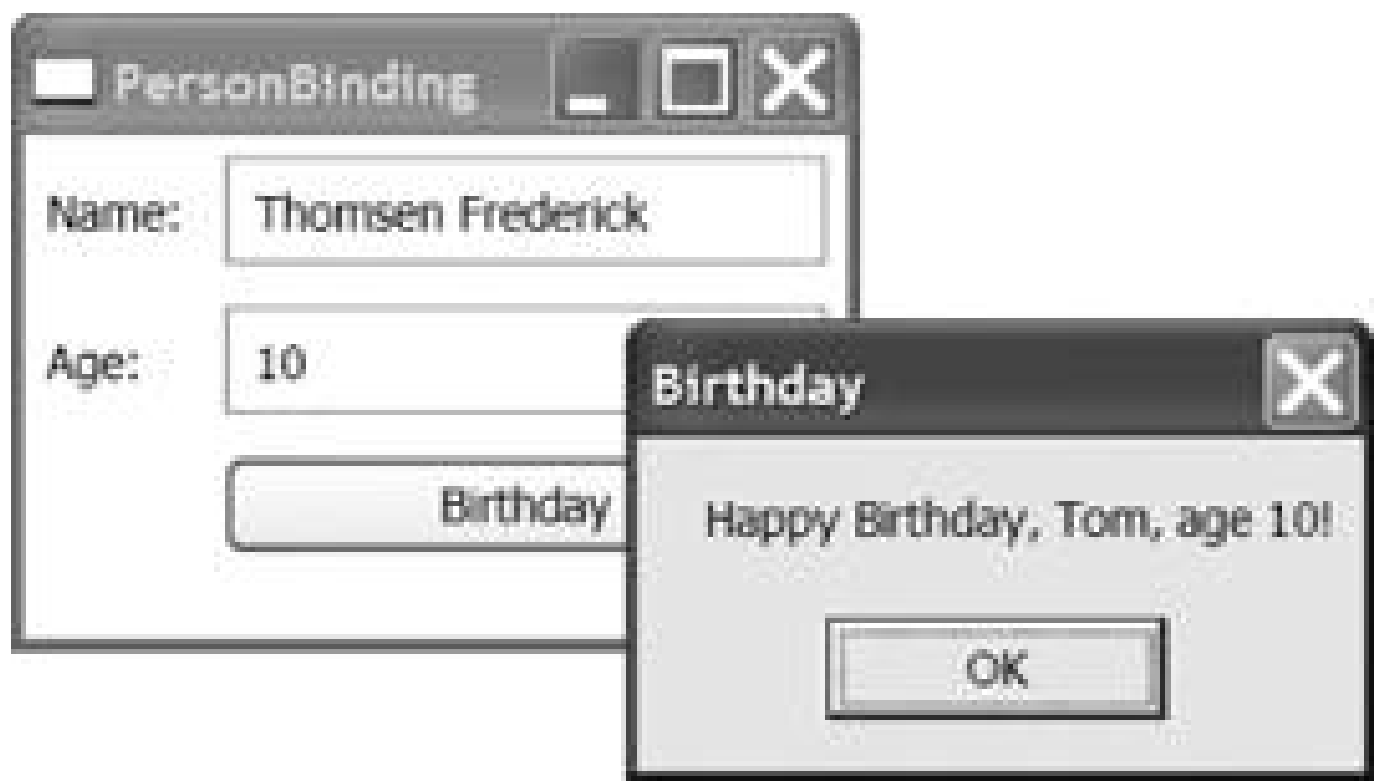 PersonBinding
Name: Thomsen Frederick
Age: 10
Birthday
Birthday
Happy Birthday, Tom, age 10!
OK